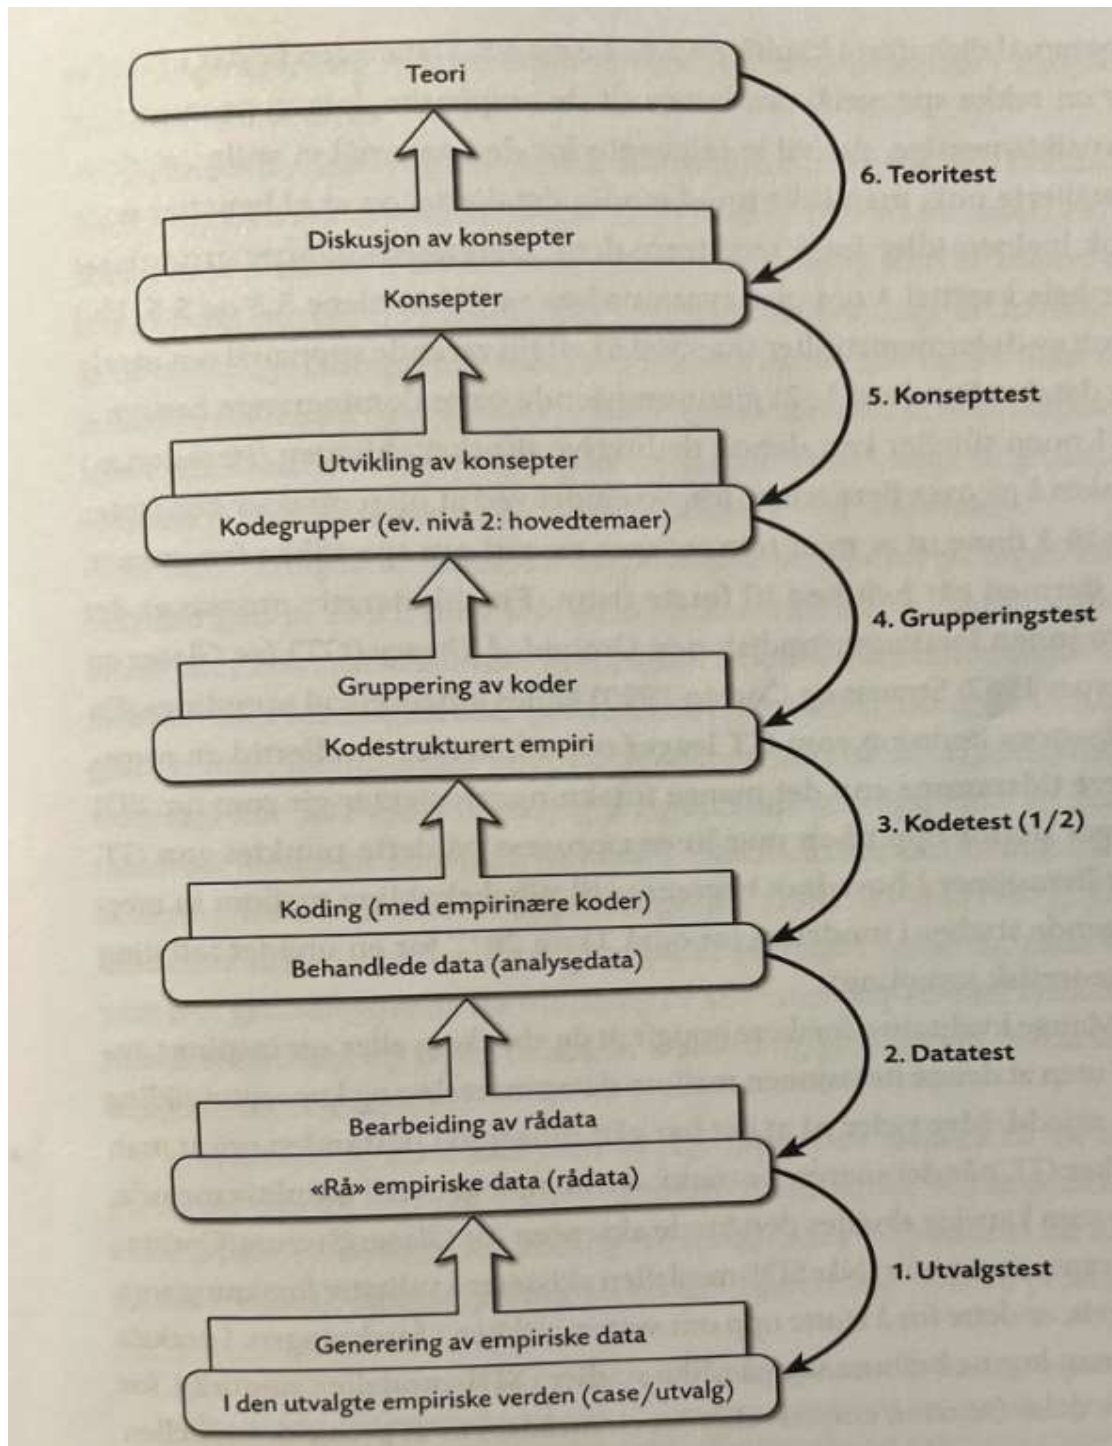 Teori
6. Teoritest
Diskusjon av konsepter
Konsepter
5. Konsepttest
Utvikling av konsepter
Kodegrupper (ev. nivå 2: hovedtemaer)
4. Grupperingstest
Gruppering av koder
Kodestrukturert empiri
3. Kodetest (1/2)
Koding (med empirinære koder)
Behandlede data (analysedata)
2. Datatest
Bearbeiding av rådata
«Rå» empiriske data (rådata)
1. Utvalgstest
Generering av empiriske data
I den utvalgte empiriske verden (case/utvalg)